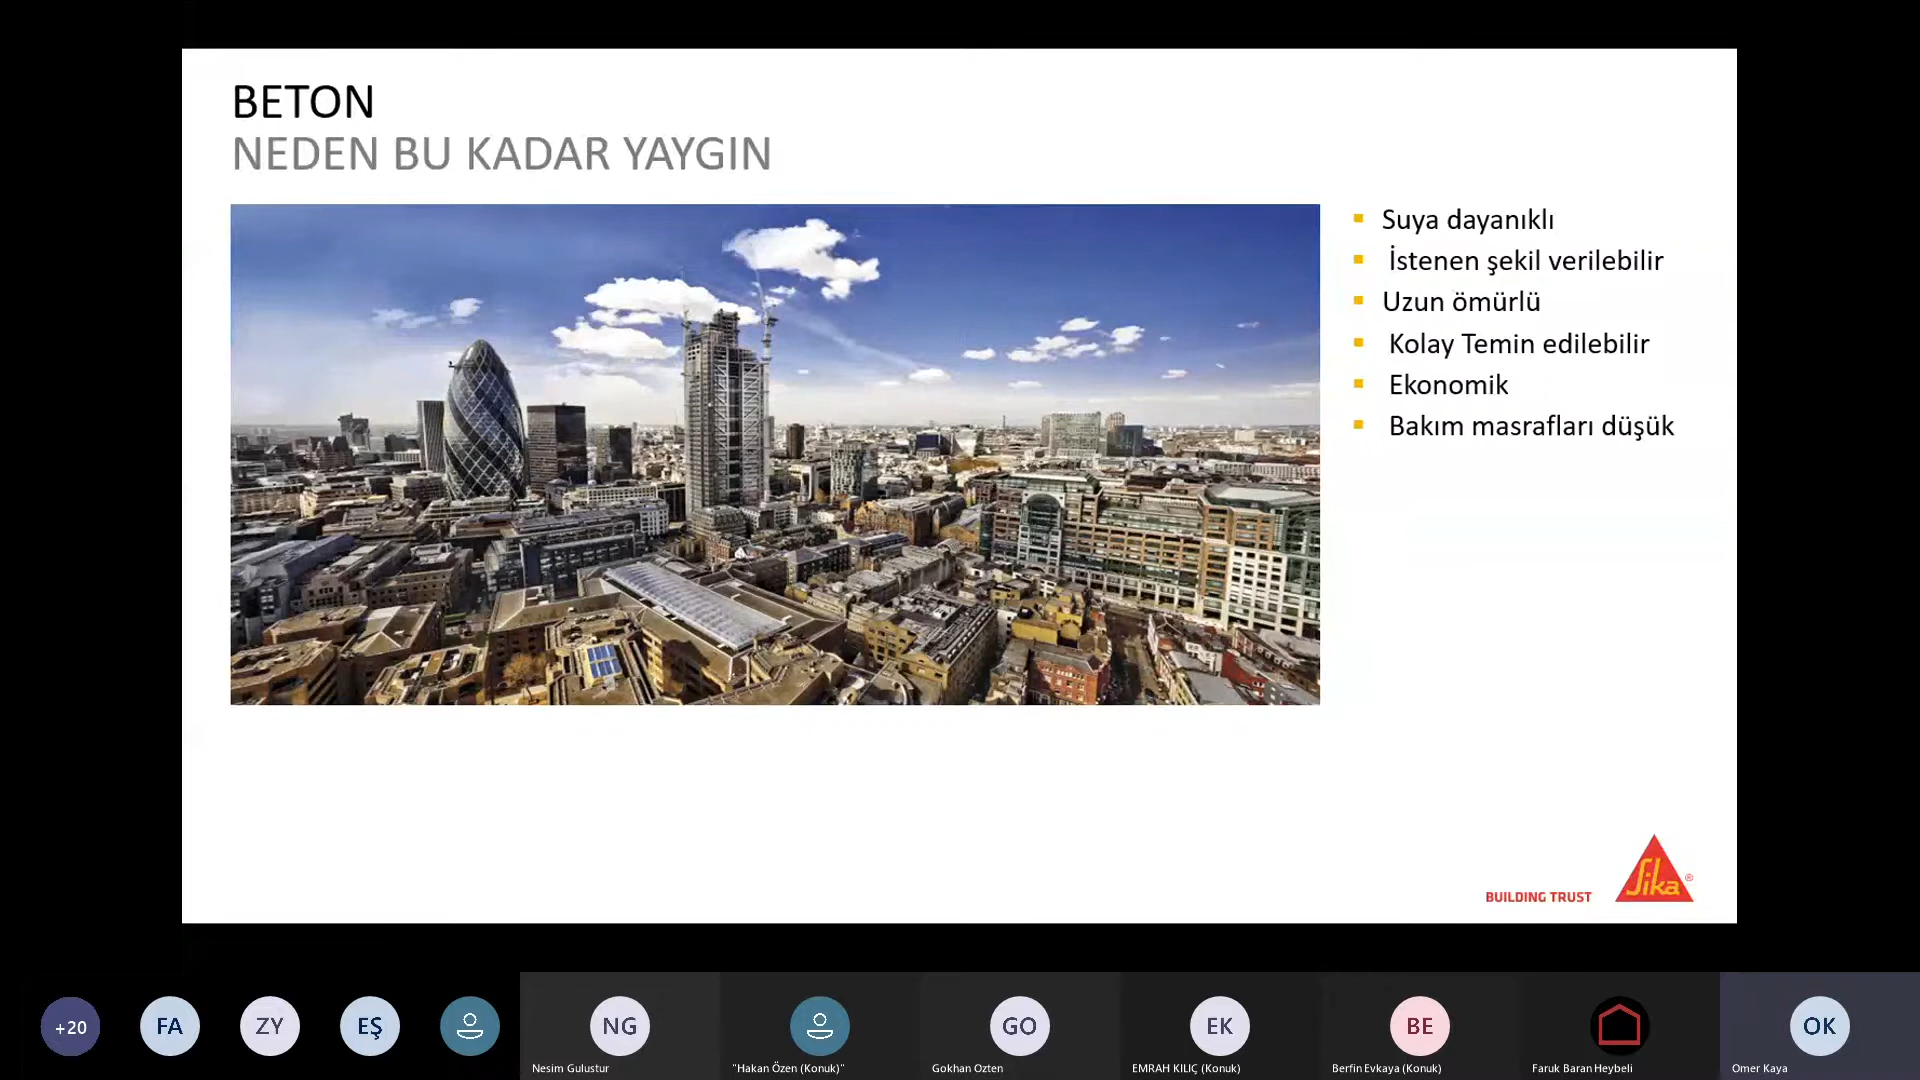 BETON
NEDEN BU KADAR YAYGIN
Suya dayanıklı
İstenen şekil verilebilir
Uzun ömürlü
Kolay Temin edilebilir
Ekonomik
Bakım masrafları düşük
BUILDING TRUST
Sika®
+20
FA
ZY
EŞ
NG
GO
EK
BE
OK
Nesim Gulustur
"Hakan Özen (Konuk)"
Gokhan Ozten
EMRAH KILIÇ (Konuk)
Berfin Evkaya (Konuk)
Faruk Baran Heybeli
Omer Kaya